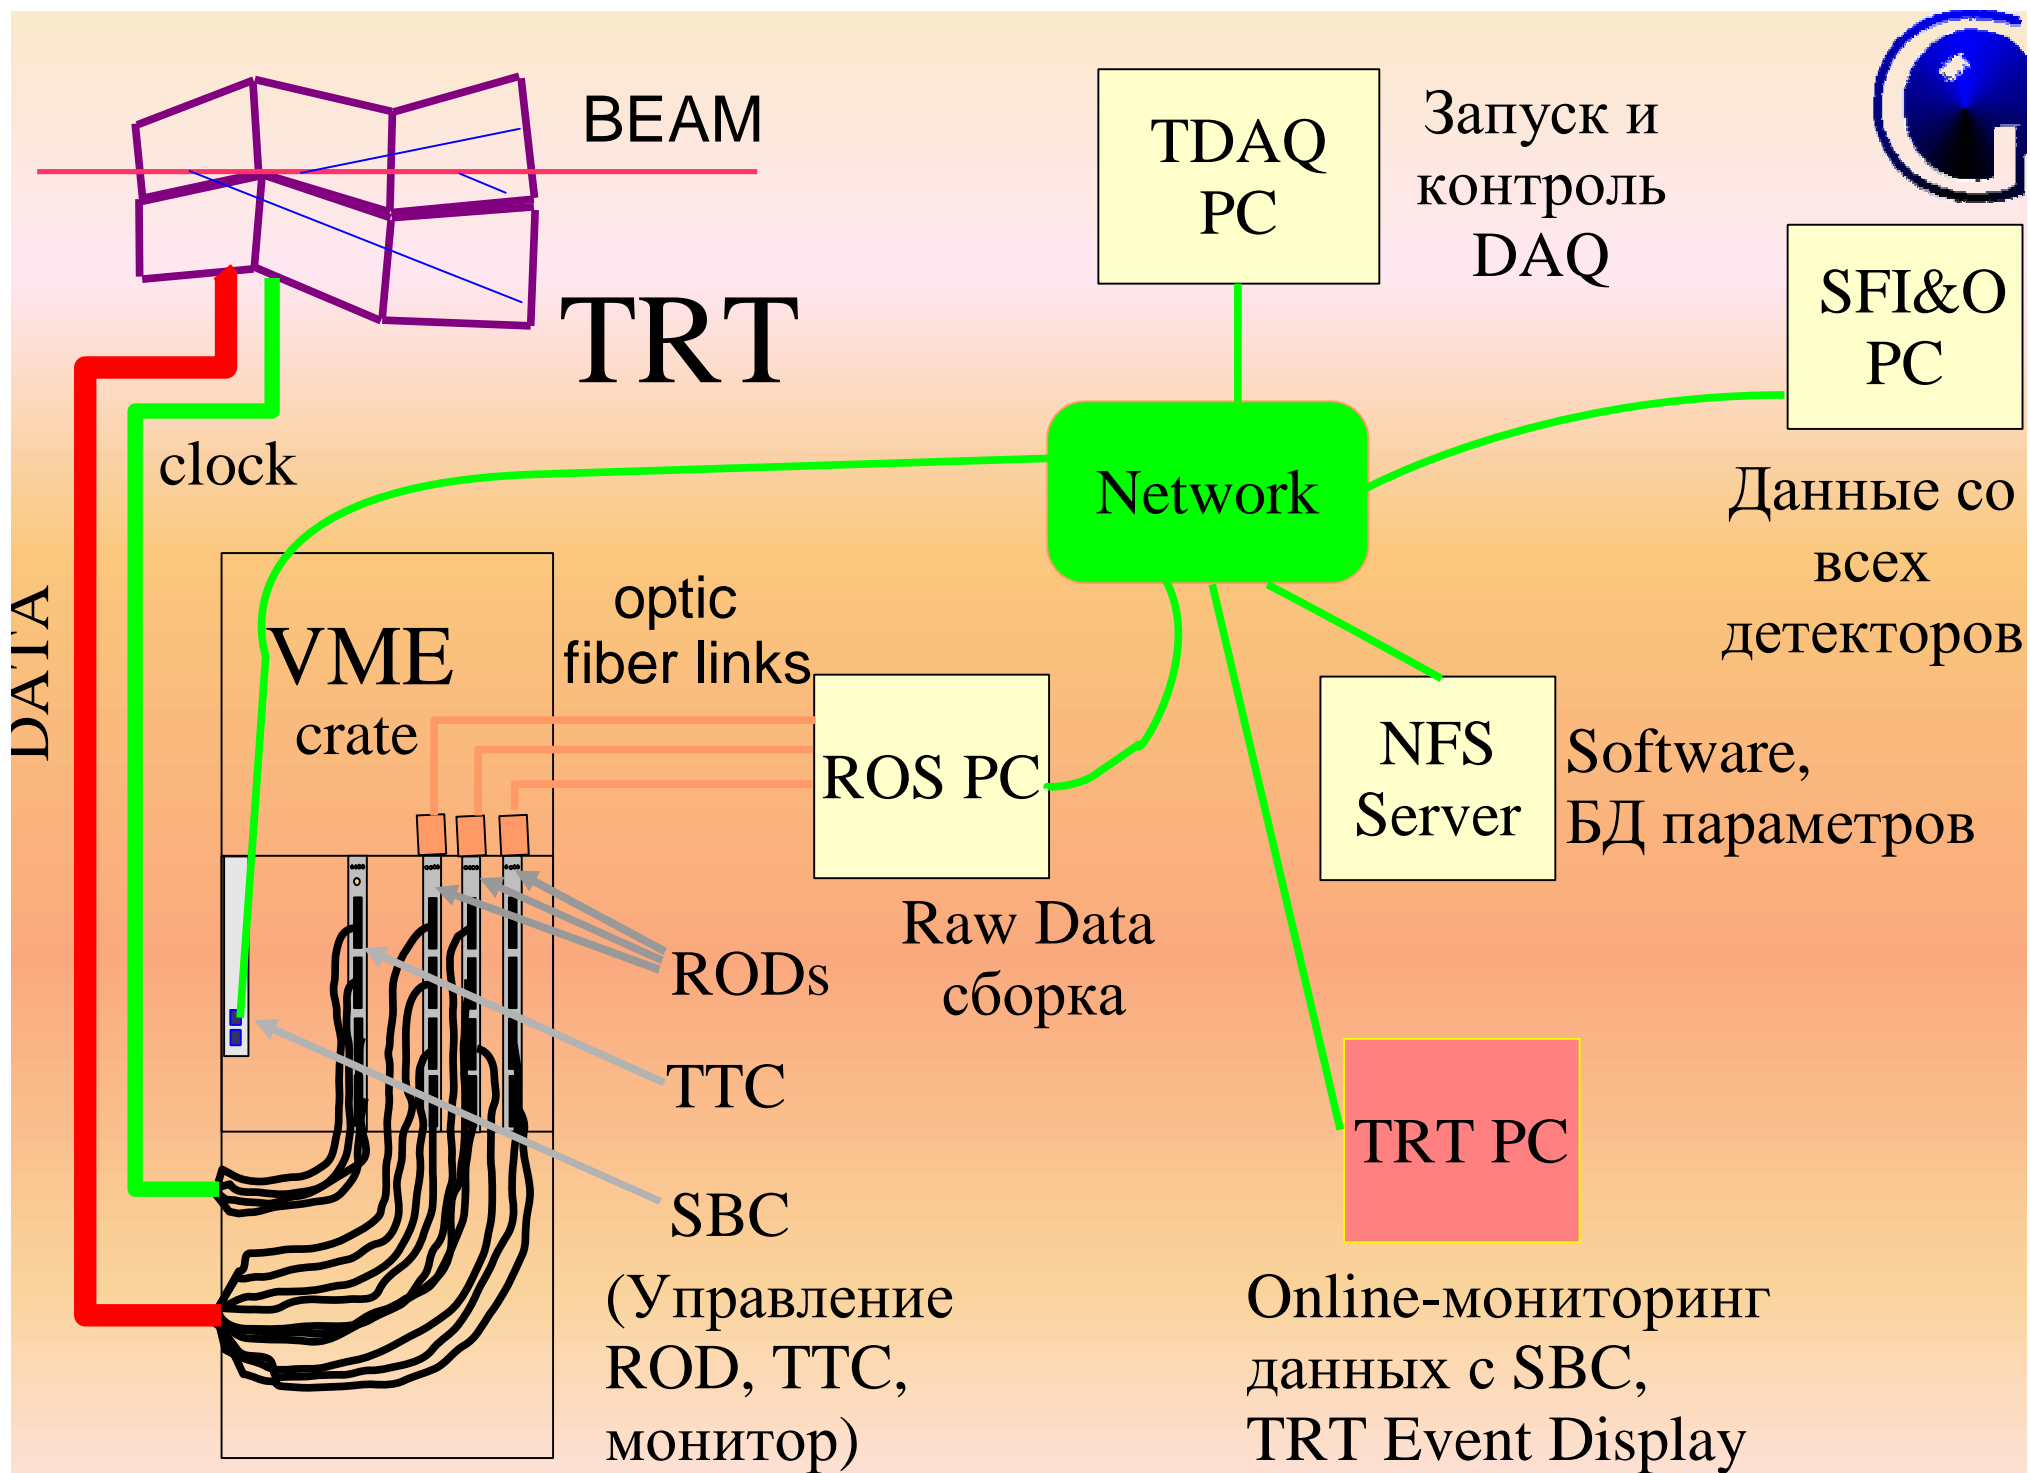 BEAM
TRT
TDAQ
PC
Запуск и
контроль
DAQ
G
SFI&O
PC
Данные со
всех
детекторов
clock
Network
DATA
VME
crate
optic
fiber links
ROS PC
Raw Data
сборка
NFS
Server
Software,
БД параметров
RODs
TTC
SBC
(Управление
ROD, TTC,
монитор)
TRT PC
Online-мониторинг
данных с SBC,
TRT Event Display